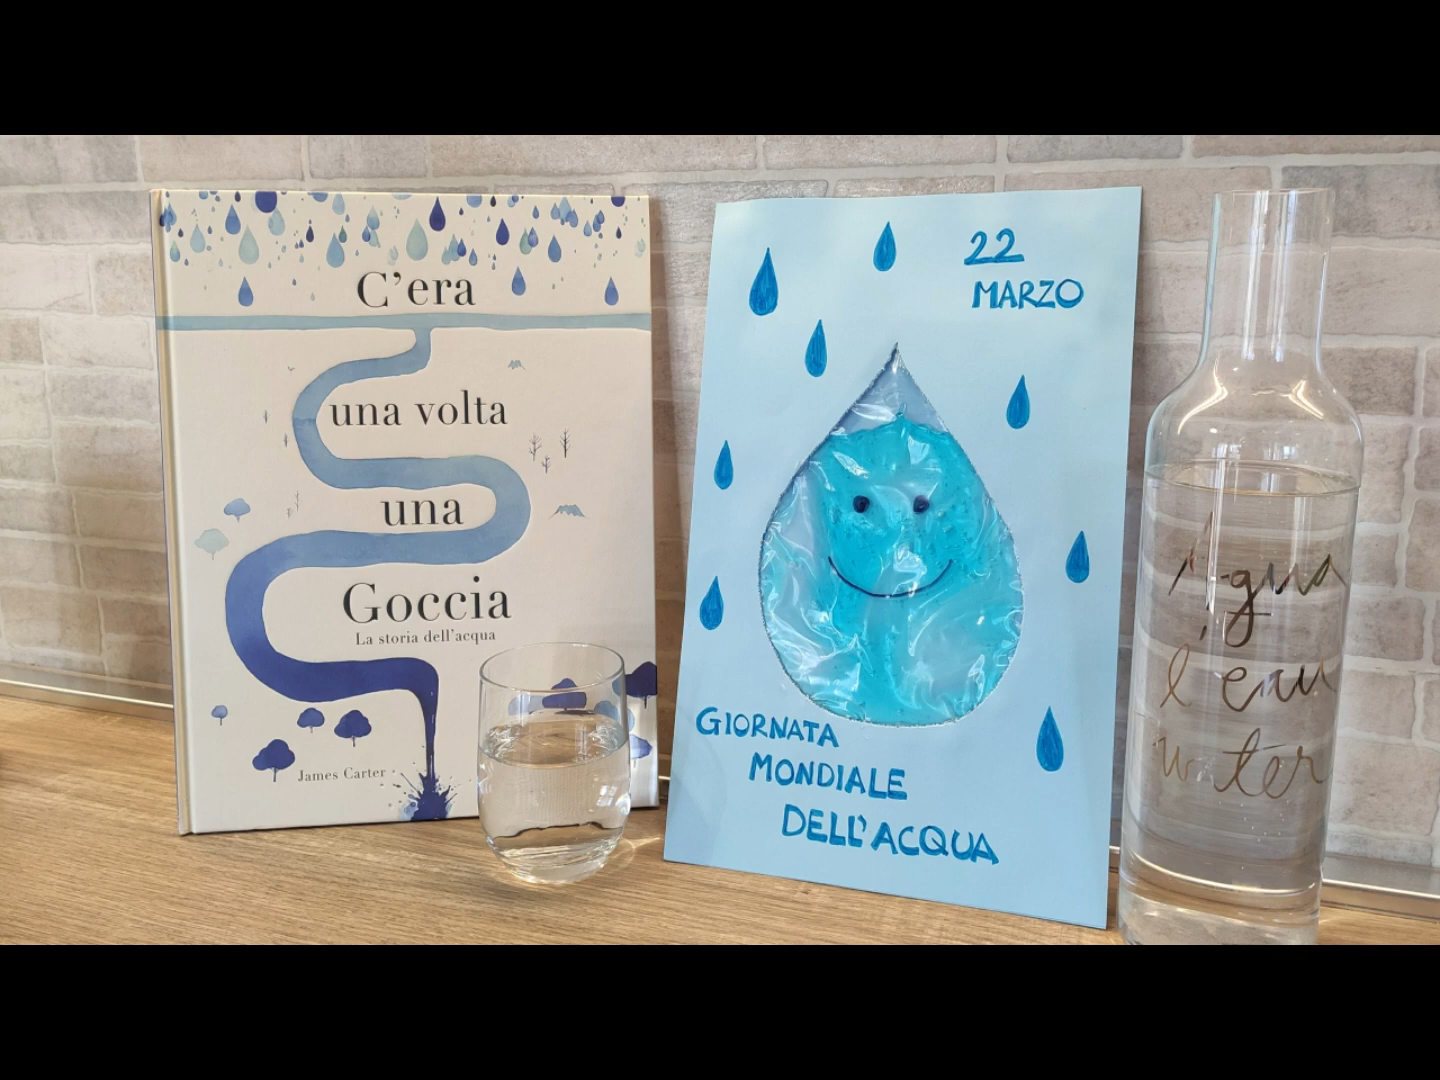 C'era
una volta
una
Goccia
La storia dell'acqua
James Carter
22
MARZO
GIORNATA
MONDIALE
DELL'ACQUA
Agua
l'eau
water